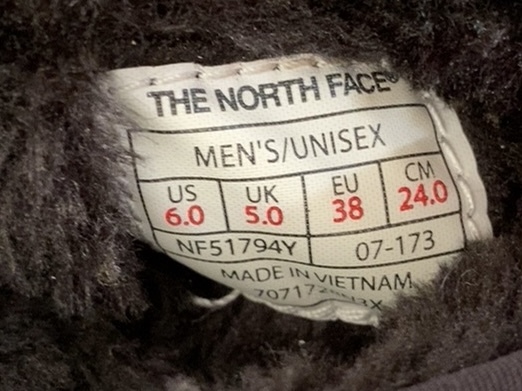 THE NORTH FACE®
MEN'S/UNISEX
US UK EU CM
6.0 5.0 38 24.0
NF51794Y 07-173
MADE IN VIETNAM